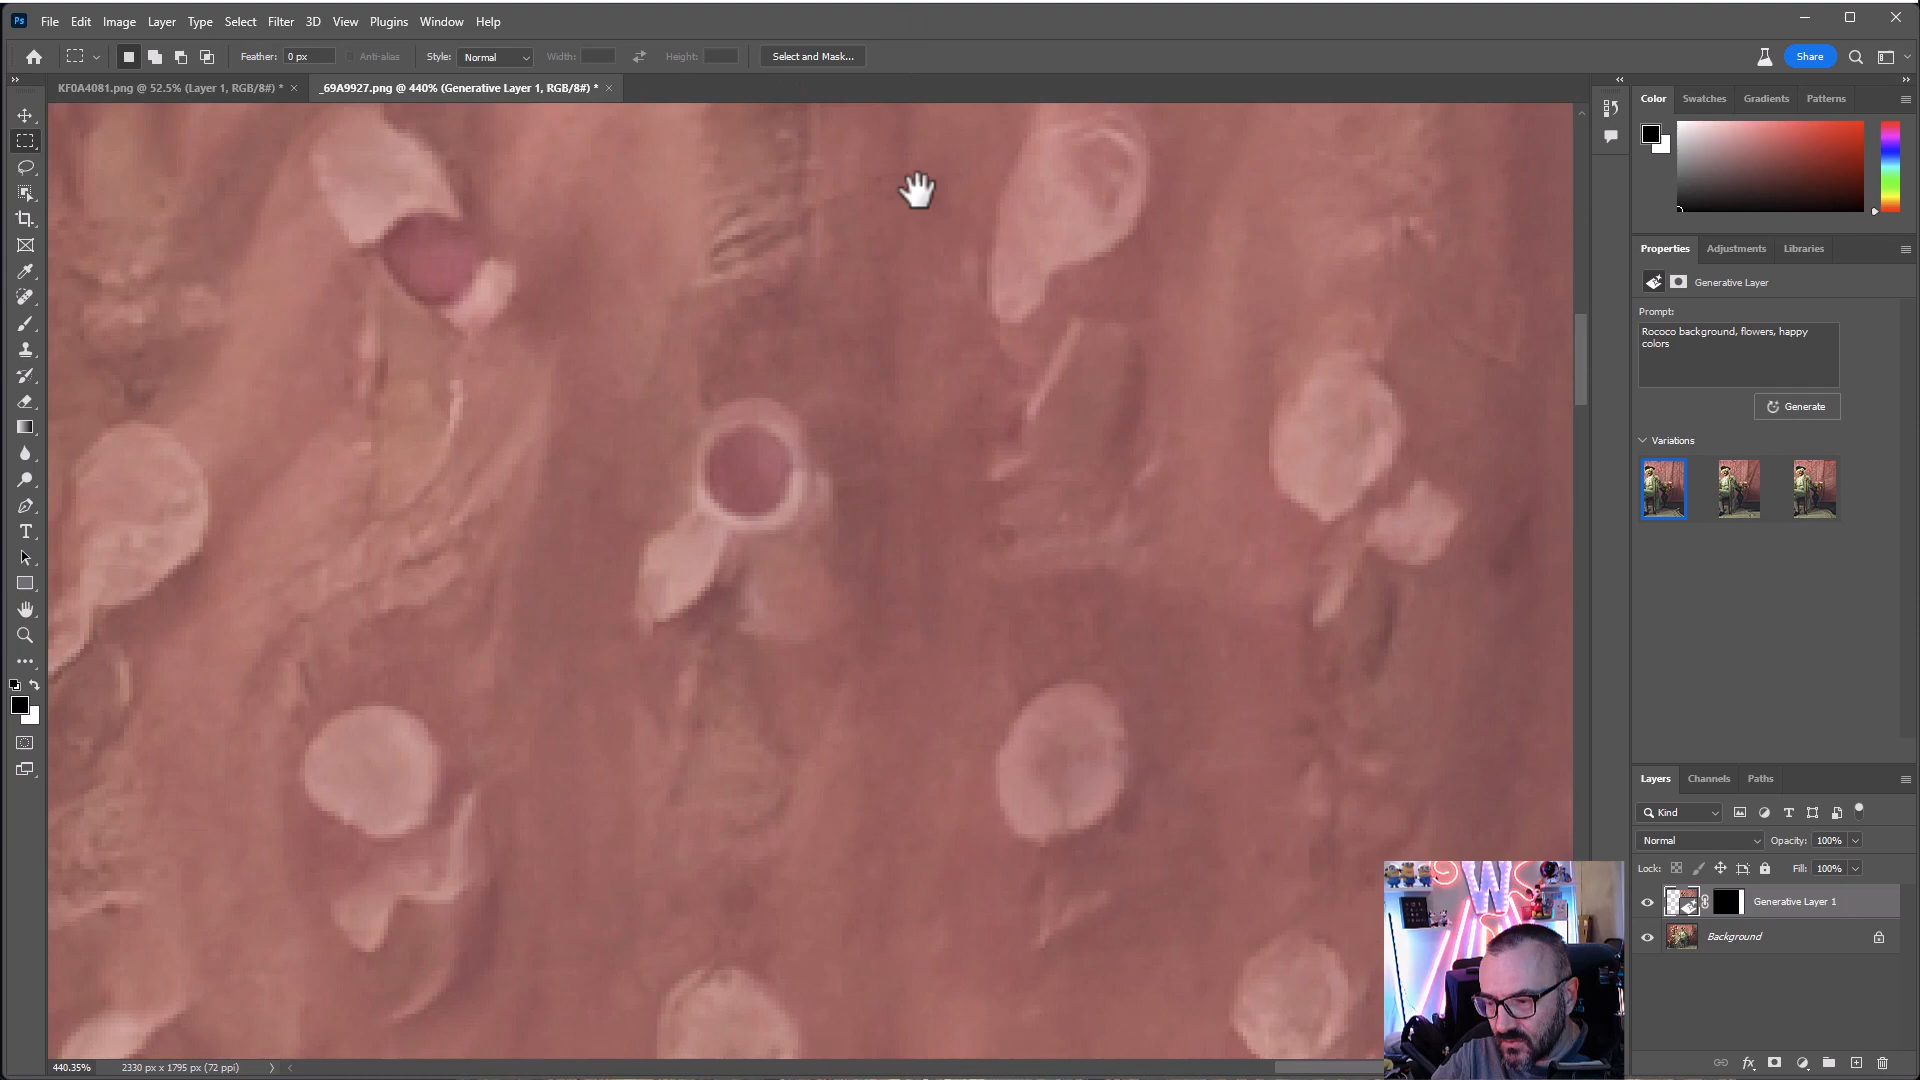 Ps File Edit Image Layer Type Select Filter 3D View Plugins Window Help
Feather: 0 px Anti-alias Style: Normal Width: Height: Select and Mask... Share
KF0A4081.png @ 52.5% (Layer 1, RGB/8#) * _69A9927.png @ 440% (Generative Layer 1, RGB/8#) *
Color Swatches Gradients Patterns
Properties Adjustments Libraries
Generative Layer
Prompt:
Rococo background, flowers, happy
colors
Generate
Variations
Layers Channels Paths
Kind
Normal Opacity: 100%
Lock: Fill: 100%
Generative Layer 1
Background
W
440.35% 2330 px x 1795 px (72 ppi)
fx